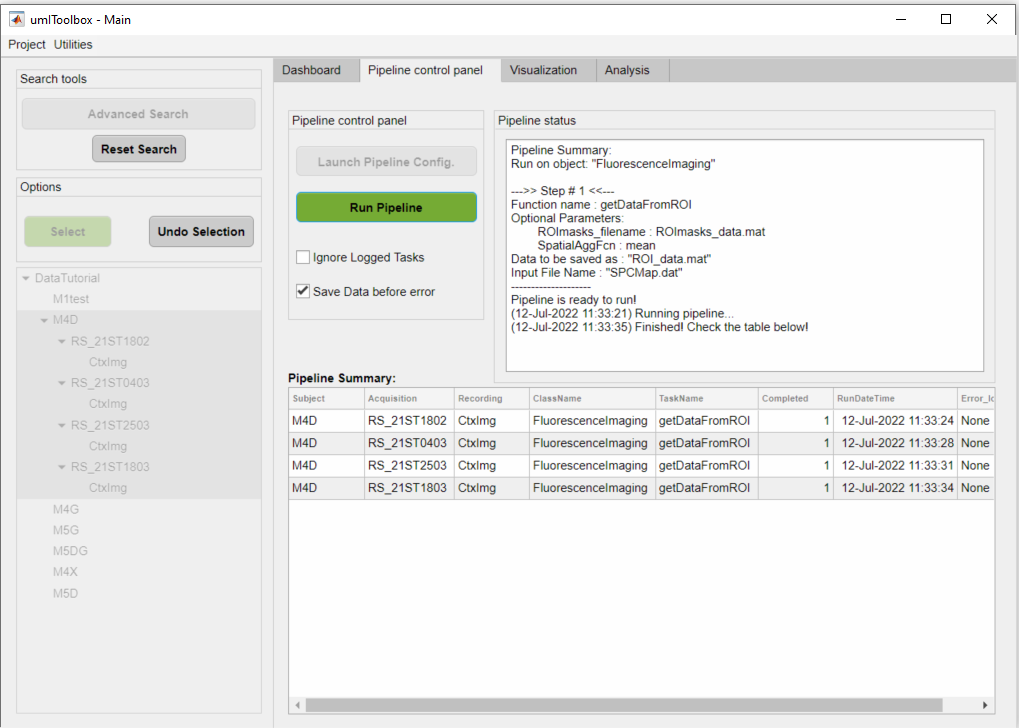 umIToolbox - Main
Project Utilities
Search tools
Advanced Search
Reset Search
Options
Select
Undo Selection
DataTutorial
M1test
M4D
RS_21ST1802
CtxImg
RS_21ST0403
CtxImg
RS_21ST2503
CtxImg
RS_21ST1803
CtxImg
M4G
M5G
M5DG
M4X
M5D
Dashboard Pipeline control panel Visualization Analysis
Pipeline control panel
Launch Pipeline Config.
Run Pipeline
Ignore Logged Tasks
Save Data before error
Pipeline status
Pipeline Summary:
Run on object: "FluorescenceImaging"
--->> Step # 1 <<---
Function name : getDataFromROI
Optional Parameters:
ROImasks_filename : ROImasks_data.mat
SpatialAggFcn : mean
Data to be saved as : "ROI_data.mat"
Input File Name : "SPCMap.dat"
--------------------
Pipeline is ready to run!
(12-Jul-2022 11:33:21) Running pipeline...
(12-Jul-2022 11:33:35) Finished! Check the table below!
Pipeline Summary:
Subject Acquisition Recording ClassName TaskName Completed RunDateTime Error_lo
M4D RS_21ST1802 CtxImg FluorescenceImaging getDataFromROI 1 12-Jul-2022 11:33:24 None
M4D RS_21ST0403 CtxImg FluorescenceImaging getDataFromROI 1 12-Jul-2022 11:33:28 None
M4D RS_21ST2503 CtxImg FluorescenceImaging getDataFromROI 1 12-Jul-2022 11:33:31 None
M4D RS_21ST1803 CtxImg FluorescenceImaging getDataFromROI 1 12-Jul-2022 11:33:34 None